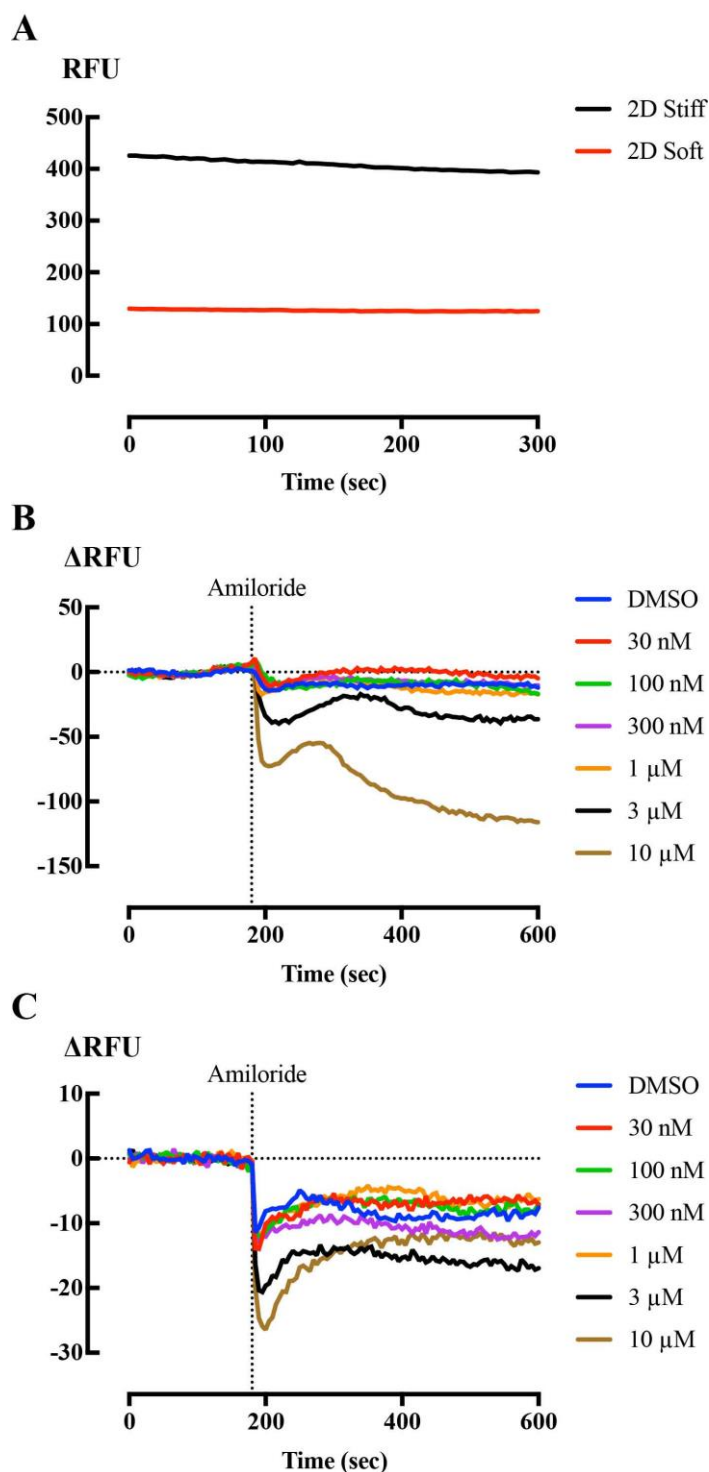 A
RFU
500
400
300
200
100
0
0 100 200 300
Time (sec)
2D Stiff
2D Soft
B
ΔRFU
Amiloride
50
0
-50
-100
-150
0 200 400 600
Time (sec)
DMSO
30 nM
100 nM
300 nM
1 µM
3 µM
10 µM
C
ΔRFU
Amiloride
10
0
-10
-20
-30
0 200 400 600
Time (sec)
DMSO
30 nM
100 nM
300 nM
1 µM
3 µM
10 µM